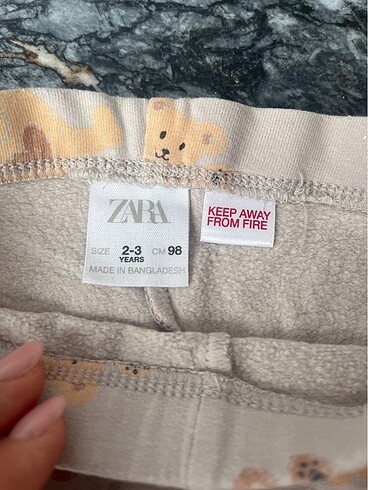 ZARA
SIZE 2-3 CM 98
YEARS
MADE IN BANGLADESH
KEEP AWAY
FROM FIRE